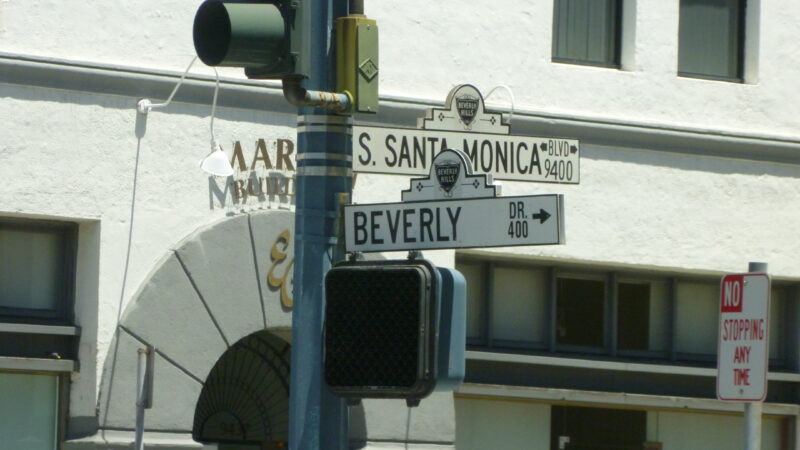 BEVERLY HILLS
S. SANTA MONICA BLVD 9400
BEVERLY HILLS
BEVERLY DR. 400
NO
STOPPING
ANY
TIME